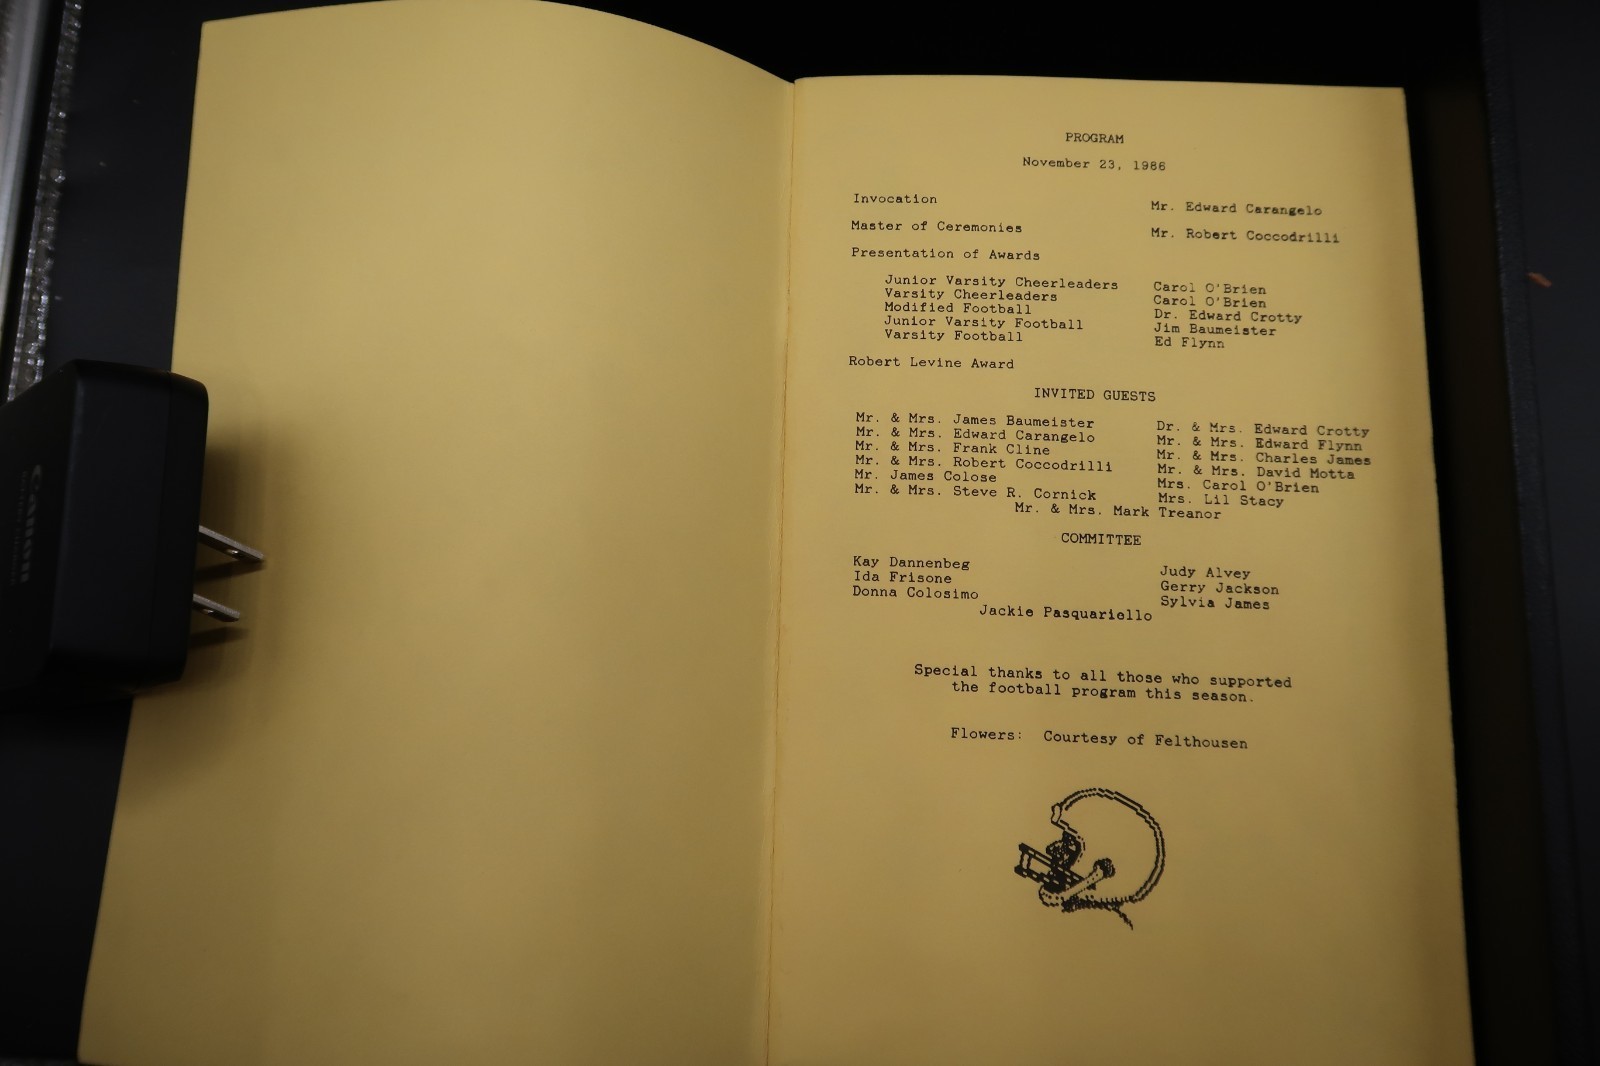 Canon
PROGRAM
November 23, 1986
Invocation Mr. Edward Carangelo
Master of Ceremonies Mr. Robert Coccodrilli
Presentation of Awards
Junior Varsity Cheerleaders Carol O'Brien
Varsity Cheerleaders Carol O'Brien
Modified Football Dr. Edward Crotty
Junior Varsity Football Jim Baumeister
Varsity Football Ed Flynn
Robert Levine Award
INVITED GUESTS
Mr. & Mrs. James Baumeister Dr. & Mrs. Edward Crotty
Mr. & Mrs. Edward Carangelo Mr. & Mrs. Edward Flynn
Mr. & Mrs. Frank Cline Mr. & Mrs. Charles James
Mr. & Mrs. Robert Coccodrilli Mr. & Mrs. David Motta
Mr. James Colose Mrs. Carol O'Brien
Mr. & Mrs. Steve R. Cornick Mrs. Lil Stacy
Mr. & Mrs. Mark Treanor
COMMITTEE
Kay Dannenbeg Judy Alvey
Ida Frisone Gerry Jackson
Donna Colosimo Sylvia James
Jackie Pasquariello
Special thanks to all those who supported
the football program this season.
Flowers: Courtesy of Felthousen